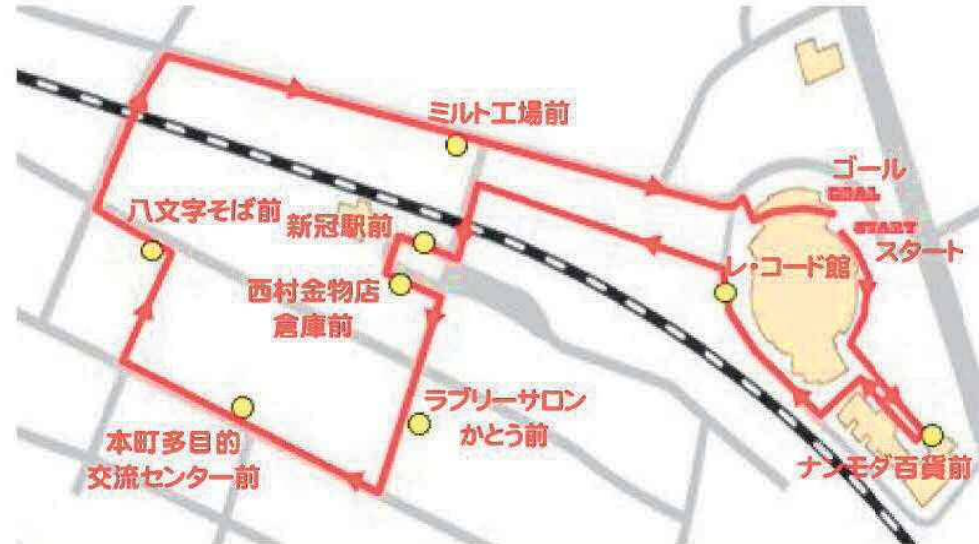 ミルト工場前
ゴール
GOAL
START
スタート
レ・コード館
八文字そば前
新冠駅前
西村金物店
倉庫前
ラブリーサロン
かとう前
本町多目的
交流センター前
ナンモダ百貨前